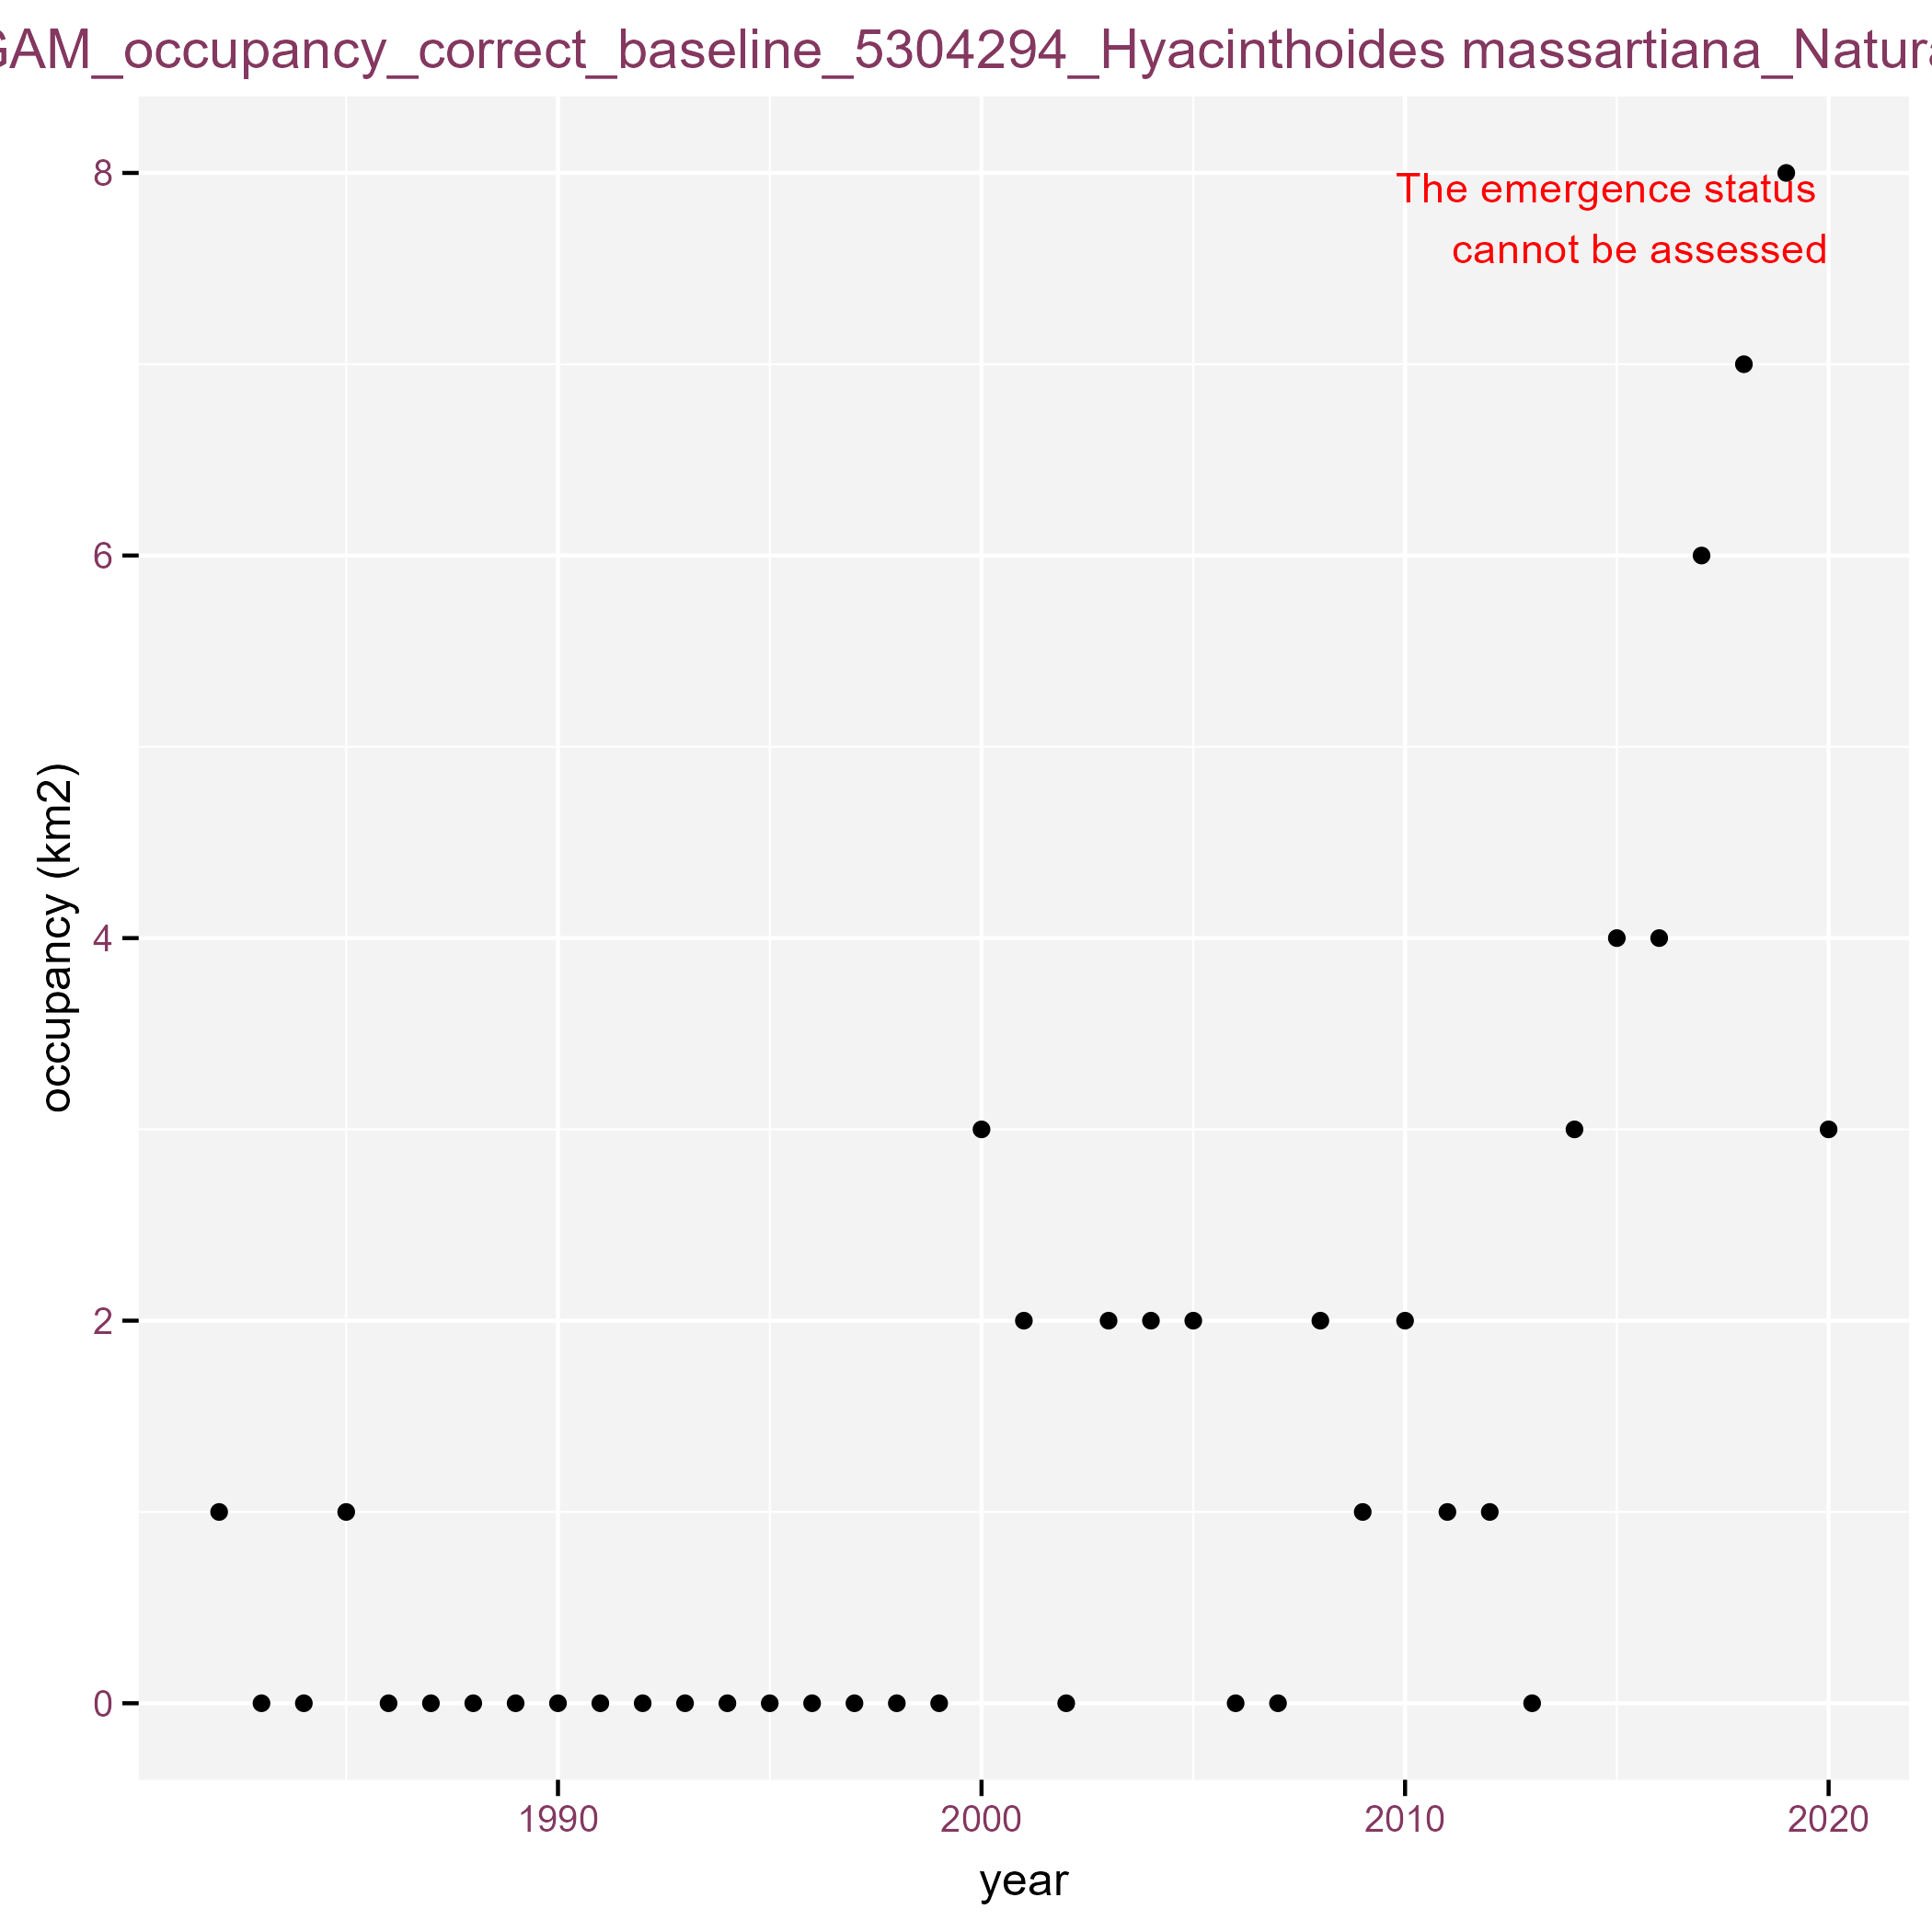 GAM_occupancy_correct_baseline_5304294_Hyacinthoides massartiana_Natura
8
The emergence status
cannot be assessed
6
occupancy (km2)
4
2
0
1990 2000 2010 2020
year